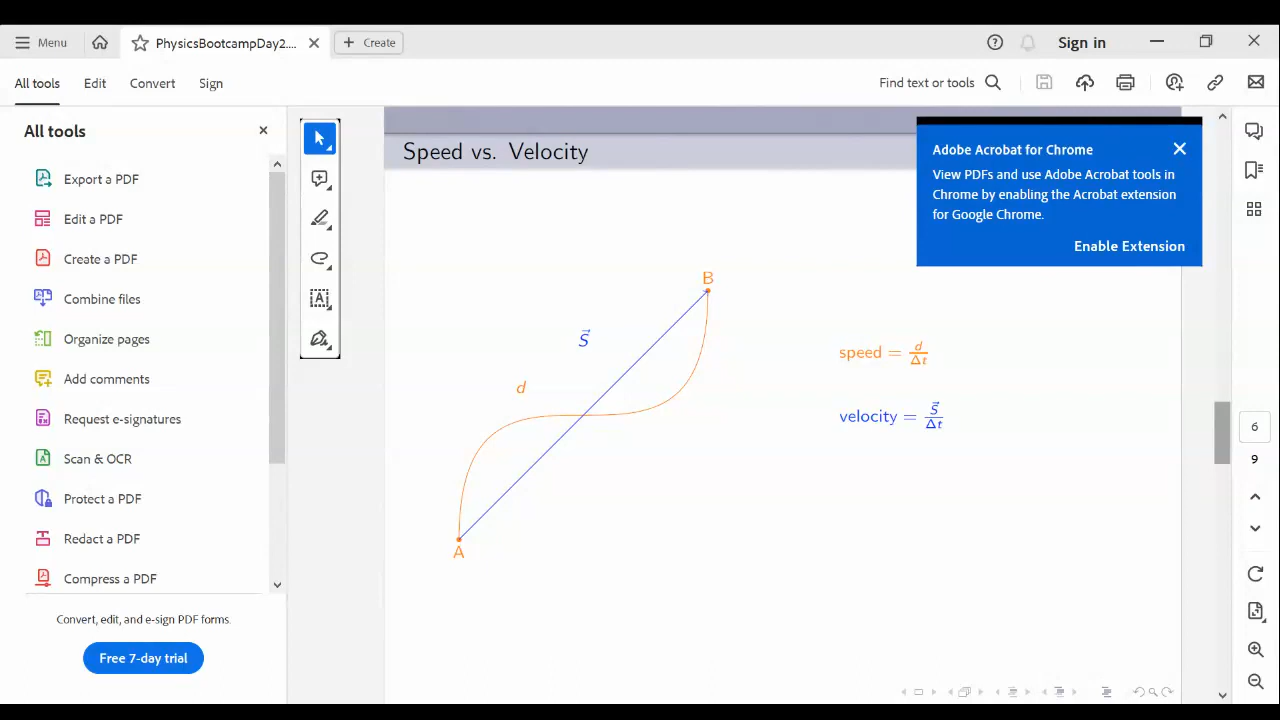 Menu
PhysicsBootcampDay2....
Create
Sign in
All tools
Edit
Convert
Sign
Find text or tools
All tools
Export a PDF
Edit a PDF
Create a PDF
Combine files
Organize pages
Add comments
Request e-signatures
Scan & OCR
Protect a PDF
Redact a PDF
Compress a PDF
Convert, edit, and e-sign PDF forms.
Free 7-day trial
Speed vs. Velocity
Adobe Acrobat for Chrome
View PDFs and use Adobe Acrobat tools in
Chrome by enabling the Acrobat extension
for Google Chrome.
Enable Extension
B
S⃗
d
A
speed = d/Δt
velocity = S⃗/Δt
6
9